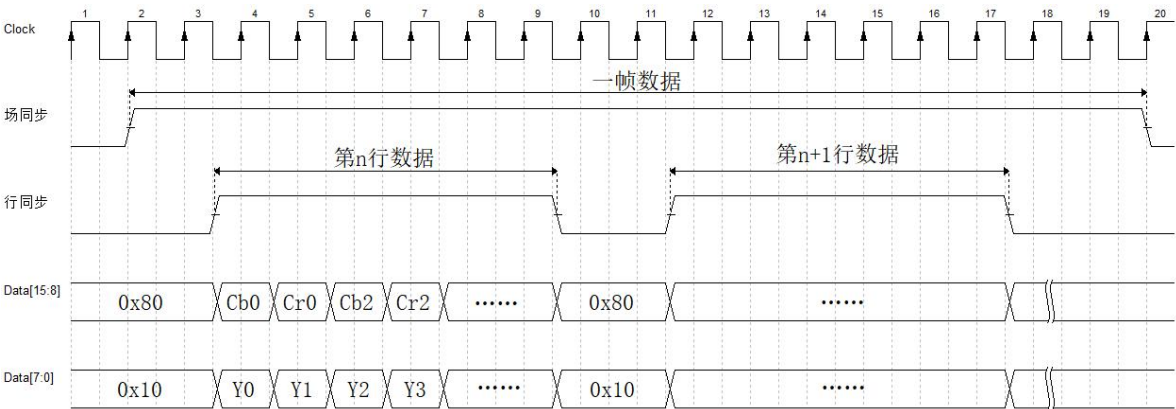 1 2 3 4 5 6 7 8 9 10 11 12 13 14 15 16 17 18 19 20
Clock
一帧数据
场同步
第n行数据 第n+1行数据
行同步
Data[15:8] 0x80 Cb0 Cr0 Cb2 Cr2 …… 0x80 ……
Data[7:0] 0x10 Y0 Y1 Y2 Y3 …… 0x10 ……